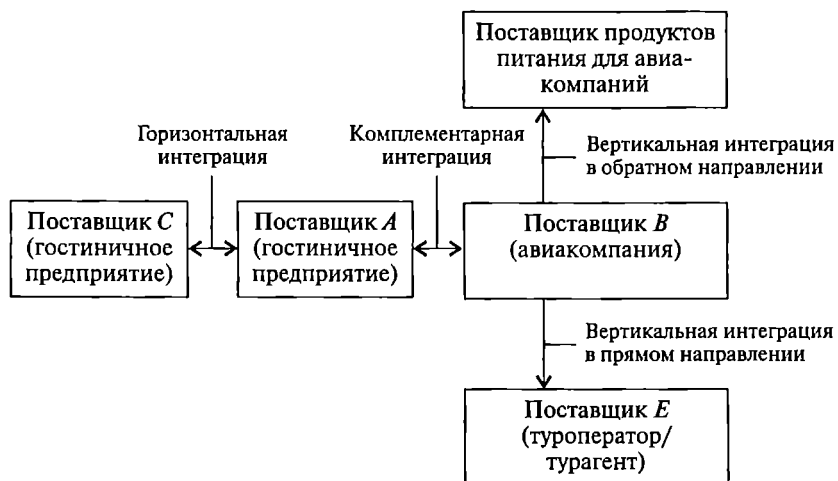 Поставщик продуктов
питания для авиа-
компаний
Горизонтальная
интеграция
Комплементарная
интеграция
Вертикальная интеграция
в обратном направлении
Поставщик C
(гостиничное
предприятие)
Поставщик A
(гостиничное
предприятие)
Поставщик B
(авиакомпания)
Вертикальная интеграция
в прямом направлении
Поставщик E
(туроператор/
турагент)